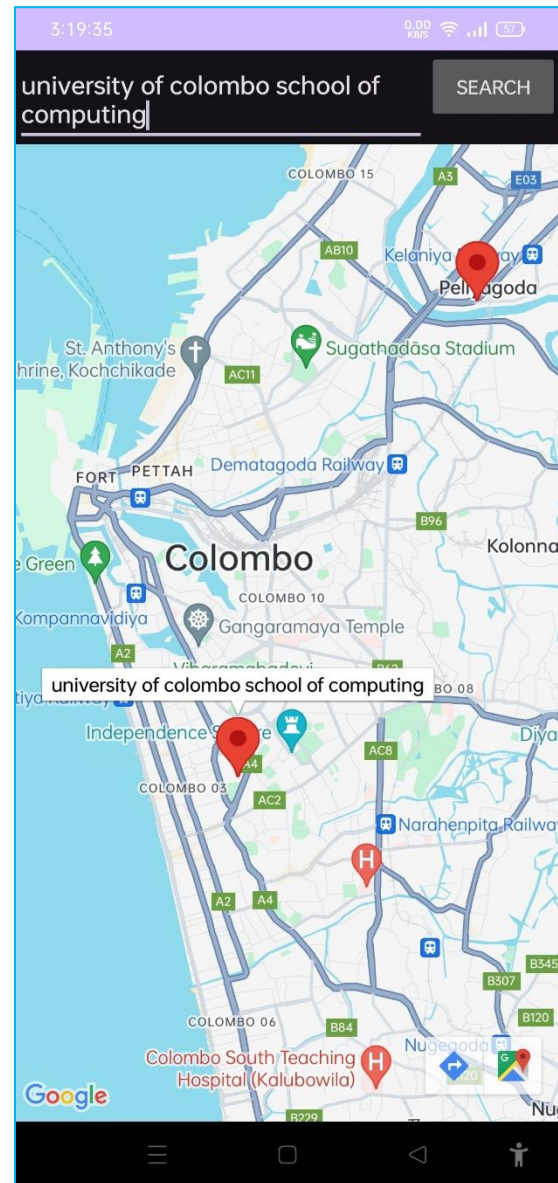 3:19:35
0.00
KB/S
57
university of colombo school of
computing
SEARCH
COLOMBO 15
A3
E03
AB10
Kelaniya
Peliyagoda
St. Anthony's
hrine, Kochchikade
Sugathadāsa Stadium
AC11
FORT
PETTAH
Dematagoda Railway
B96
Kolonna
e Green
Colombo
COLOMBO 10
Kompannavidiya
Gangaramaya Temple
A2
university of colombo school of computing
BO 08
Independence
A4
AC8
Diya
COLOMBO 03
AC2
Narahenpita Railwa
H
A2
A4
B345
B307
B120
COLOMBO 06
B84
Nugegoda
Colombo South Teaching
Hospital (Kalubowila)
H
Google
G
Nu
B229